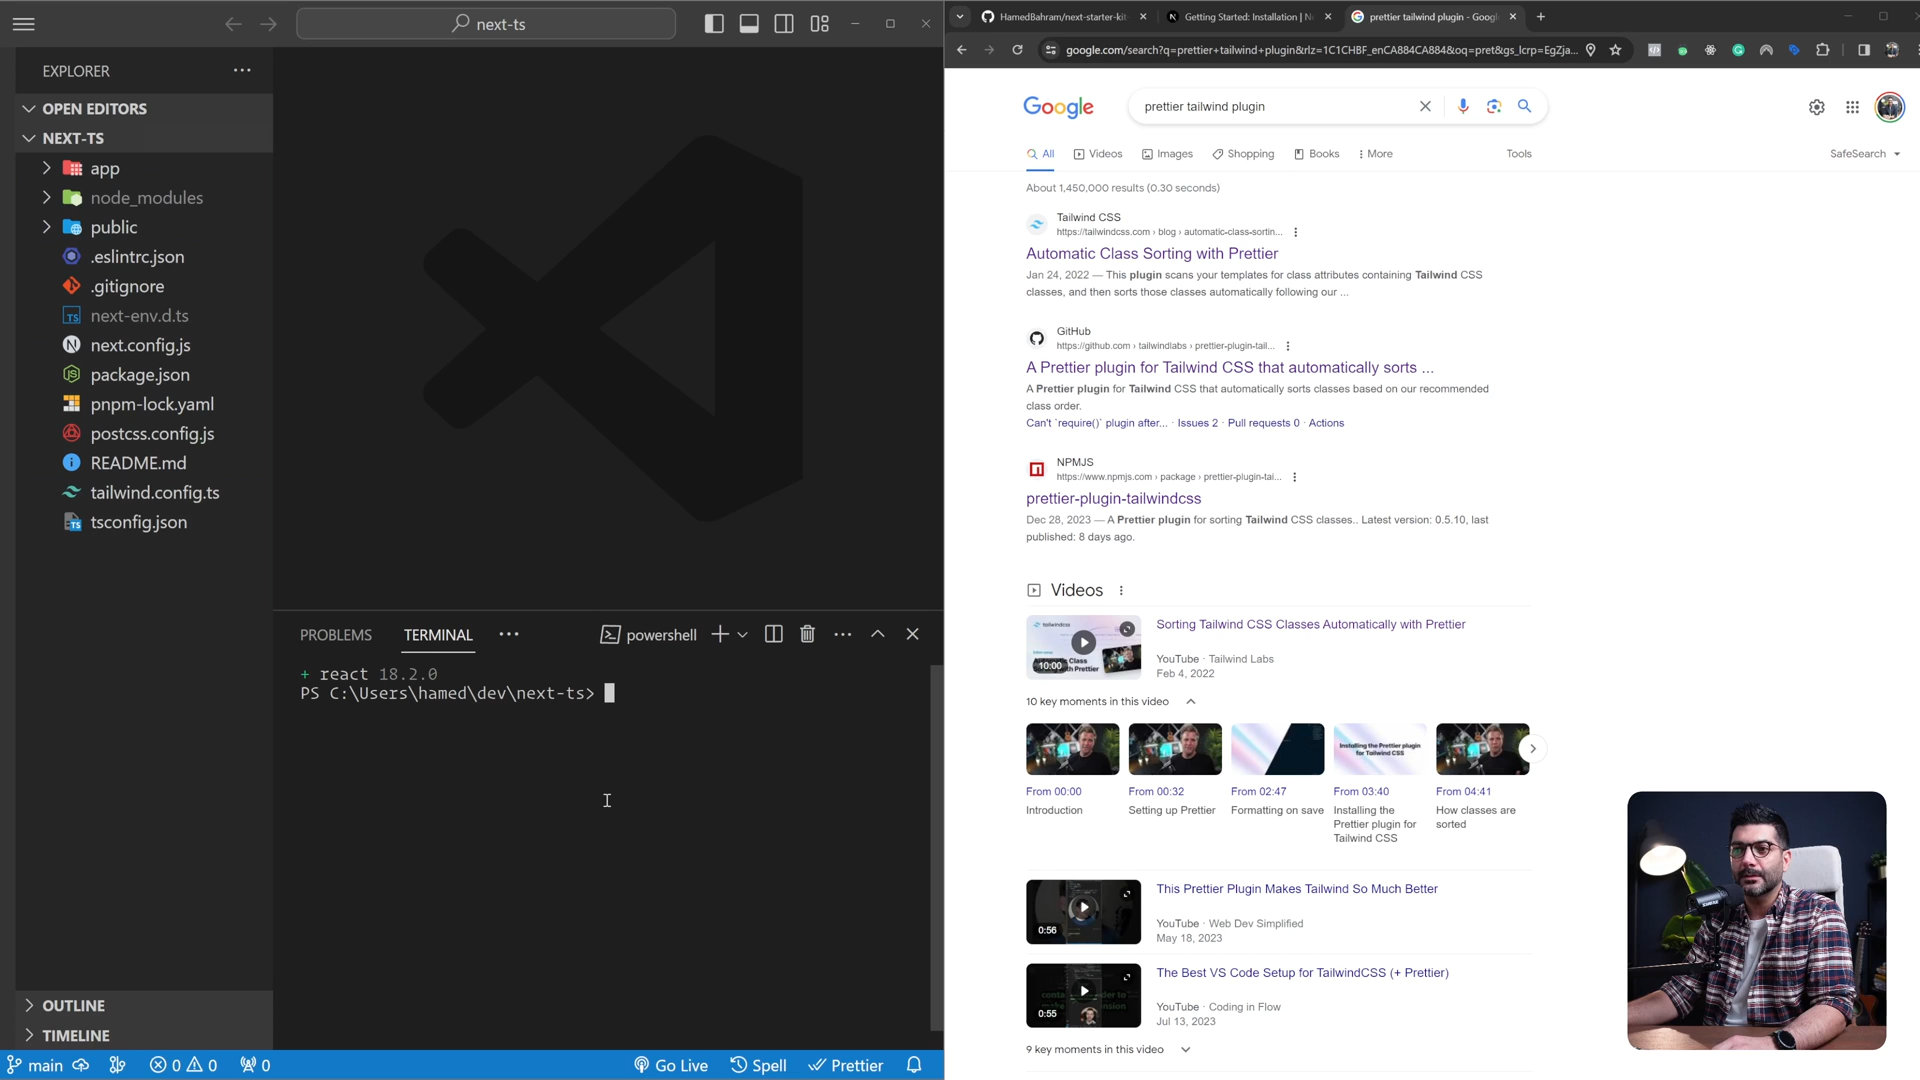 next-ts
EXPLORER
OPEN EDITORS
NEXT-TS
app
node_modules
public
.eslintrc.json
.gitignore
next-env.d.ts
next.config.js
package.json
pnpm-lock.yaml
postcss.config.js
README.md
tailwind.config.ts
tsconfig.json
OUTLINE
TIMELINE
PROBLEMS
TERMINAL
powershell
+ react 18.2.0
PS C:\Users\hamed\dev\next-ts>
main
0
0
0
Go Live
Spell
Prettier
HamedBahram/next-starter-kit
Getting Started: Installation | N
prettier tailwind plugin - Googl
google.com/search?q=prettier+tailwind+plugin&rlz=1C1CHBF_enCA884CA884&oq=pret&gs_lcrp=EgZja...
Google
prettier tailwind plugin
All
Videos
Images
Shopping
Books
More
Tools
SafeSearch
About 1,450,000 results (0.30 seconds)
Tailwind CSS
https://tailwindcss.com › blog › automatic-class-sortin...
Automatic Class Sorting with Prettier
Jan 24, 2022 — This plugin scans your templates for class attributes containing Tailwind CSS
classes, and then sorts those classes automatically following our ...
GitHub
https://github.com › tailwindlabs › prettier-plugin-tail...
A Prettier plugin for Tailwind CSS that automatically sorts ...
A Prettier plugin for Tailwind CSS that automatically sorts classes based on our recommended
class order.
Can't `require()` plugin after... · Issues 2 · Pull requests 0 · Actions
NPMJS
https://www.npmjs.com › package › prettier-plugin-tai...
prettier-plugin-tailwindcss
Dec 28, 2023 — A Prettier plugin for sorting Tailwind CSS classes.. Latest version: 0.5.10, last
published: 8 days ago.
Videos
tailwindcss
10:00
Sorting Tailwind CSS Classes Automatically with Prettier
YouTube · Tailwind Labs
Feb 4, 2022
10 key moments in this video
Installing the Prettier plugin
for Tailwind CSS
From 00:00
Introduction
From 00:32
Setting up Prettier
From 02:47
Formatting on save
From 03:40
Installing the
Prettier plugin for
Tailwind CSS
From 04:41
How classes are
sorted
0:56
This Prettier Plugin Makes Tailwind So Much Better
YouTube · Web Dev Simplified
May 18, 2023
0:55
The Best VS Code Setup for TailwindCSS (+ Prettier)
YouTube · Coding in Flow
Jul 13, 2023
9 key moments in this video